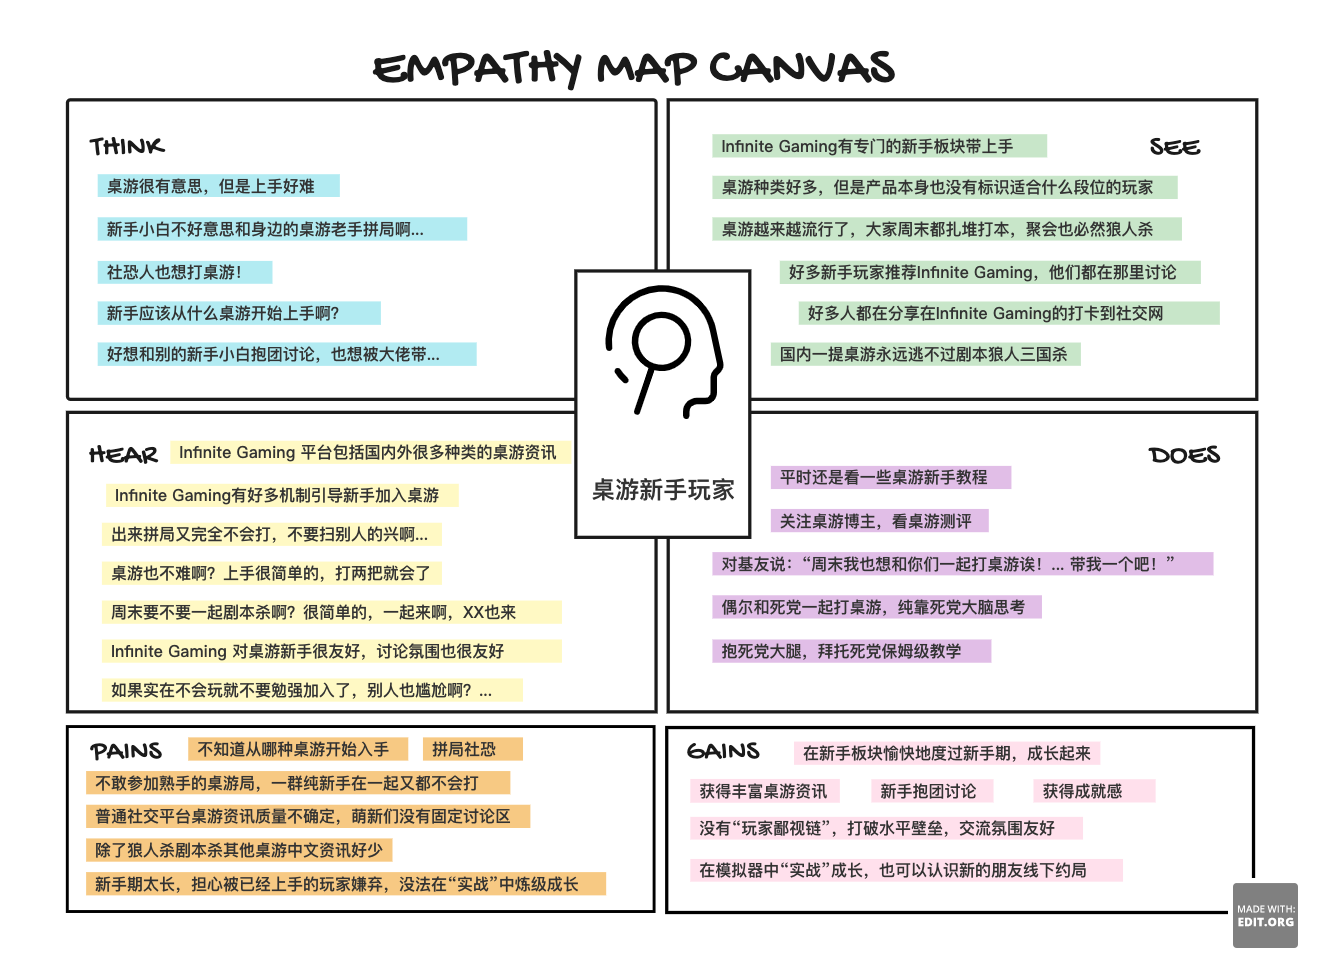 EMPATHY MAP CANVAS
THINK
桌游很有意思，但是上手好难
新手小白不好意思和身边的桌游老手拼局啊...
社恐人也想打桌游！
新手应该从什么桌游开始上手啊？
好想和别的新手小白抱团讨论，也想被大佬带...
SEE
Infinite Gaming有专门的新手板块带上手
桌游种类好多，但是产品本身也没有标识适合什么段位的玩家
桌游越来越流行了，大家周末都扎堆打本，聚会也必然狼人杀
好多新手玩家推荐Infinite Gaming，他们都在那里讨论
好多人都在分享在Infinite Gaming的打卡到社交网
国内一提桌游永远逃不过剧本狼人三国杀
桌游新手玩家
HEAR
Infinite Gaming 平台包括国内外很多种类的桌游资讯
Infinite Gaming有好多机制引导新手加入桌游
出来拼局又完全不会打，不要扫别人的兴啊...
桌游也不难啊？上手很简单的，打两把就会了
周末要不要一起剧本杀啊？很简单的，一起来啊，XX也来
Infinite Gaming 对桌游新手很友好，讨论氛围也很友好
如果实在不会玩就不要勉强加入了，别人也尴尬啊？...
DOES
平时还是看一些桌游新手教程
关注桌游博主，看桌游测评
对基友说：“周末我也想和你们一起打桌游诶！... 带我一个吧！”
偶尔和死党一起打桌游，纯靠死党大脑思考
抱死党大腿，拜托死党保姆级教学
PAINS
不知道从哪种桌游开始入手
拼局社恐
不敢参加熟手的桌游局，一群纯新手在一起又都不会打
普通社交平台桌游资讯质量不确定，萌新们没有固定讨论区
除了狼人杀剧本杀其他桌游中文资讯好少
新手期太长，担心被已经上手的玩家嫌弃，没法在“实战”中炼级成长
GAINS
在新手板块愉快地度过新手期，成长起来
获得丰富桌游资讯
新手抱团讨论
获得成就感
没有“玩家鄙视链”，打破水平壁垒，交流氛围友好
在模拟器中“实战”成长，也可以认识新的朋友线下约局
MADE WITH:
EDIT.ORG